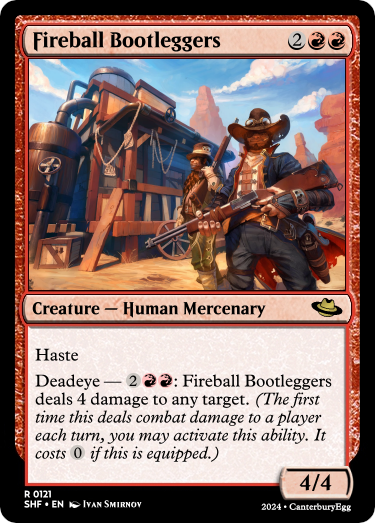 Fireball Bootleggers 2
Creature — Human Mercenary
Haste
Deadeye — 2: Fireball Bootleggers
deals 4 damage to any target. (The first
time this deals combat damage to a player
each turn, you may activate this ability. It
costs 0 if this is equipped.)
4/4
R 0121
SHF • EN Ivan Smirnov
2024 • CanterburyEgg